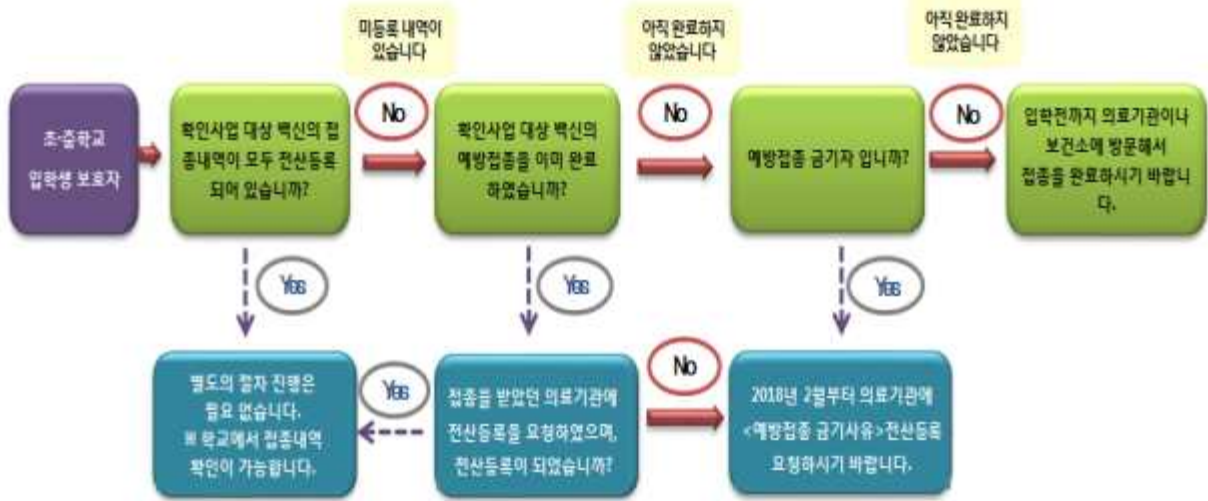 미등록 내역이
있습니다
아직 완료하지
않았습니다
아직 완료하지
않았습니다
초·중학교
입학생 보호자
확인사업 대상 백신의 접
종내역이 모두 전산등록
되어 있습니까?
No
확인사업 대상 백신의
예방접종을 이미 완료
하였습니까?
No
예방접종 금기자 입니까?
No
입학전까지 의료기관이나
보건소에 방문해서
접종을 완료하시기 바랍니
다.
Yes
Yes
Yes
별도의 절차 진행은
필요 없습니다.
※ 학교에서 접종내역
확인이 가능합니다.
Yes
접종을 받았던 의료기관에
전산등록을 요청하였으며,
전산등록이 되었습니까?
No
2018년 2월부터 의료기관에
<예방접종 금기사유>전산등록
요청하시기 바랍니다.